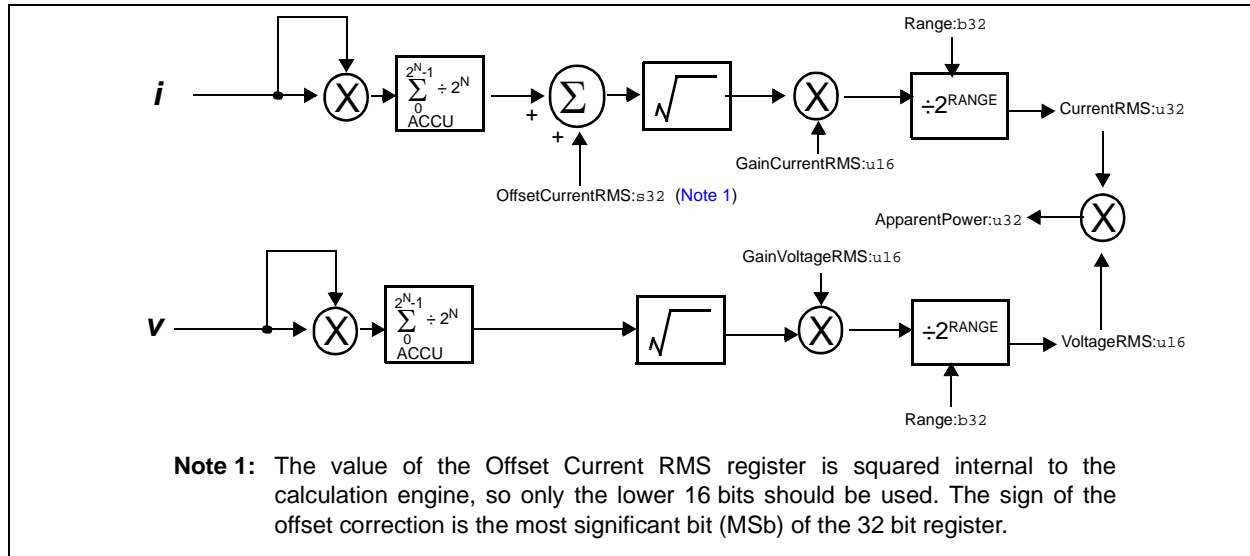 Range:b32
i
X
2^N-1
∑ ÷ 2^N
0
ACCU
+
+
Σ
√
X
÷2^RANGE
CurrentRMS:u32
GainCurrentRMS:u16
OffsetCurrentRMS:s32 (Note 1)
ApparentPower:u32
X
GainVoltageRMS:u16
v
X
2^N-1
∑ ÷ 2^N
0
ACCU
√
X
÷2^RANGE
VoltageRMS:u16
Range:b32
Note 1: The value of the Offset Current RMS register is squared internal to the
calculation engine, so only the lower 16 bits should be used. The sign of the
offset correction is the most significant bit (MSb) of the 32 bit register.